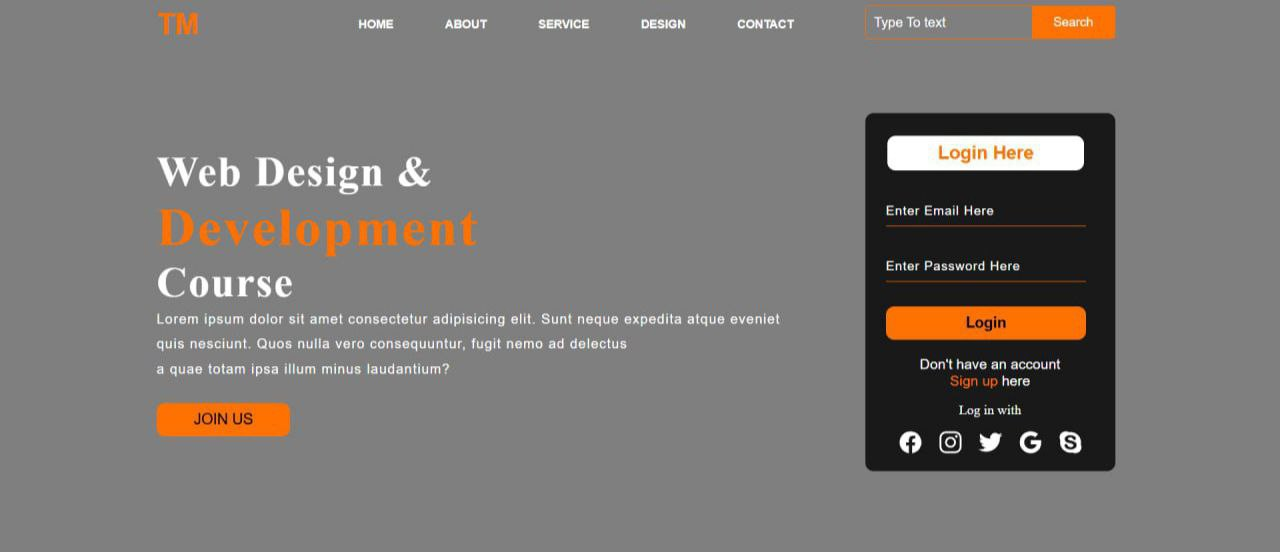 TM
HOME ABOUT SERVICE DESIGN CONTACT
Type To text Search
Web Design &
Development
Course
Lorem ipsum dolor sit amet consectetur adipisicing elit. Sunt neque expedita atque eveniet
quis nesciunt. Quos nulla vero consequuntur, fugit nemo ad delectus
a quae totam ipsa illum minus laudantium?
JOIN US
Login Here
Enter Email Here
Enter Password Here
Login
Don't have an account
Sign up here
Log in with